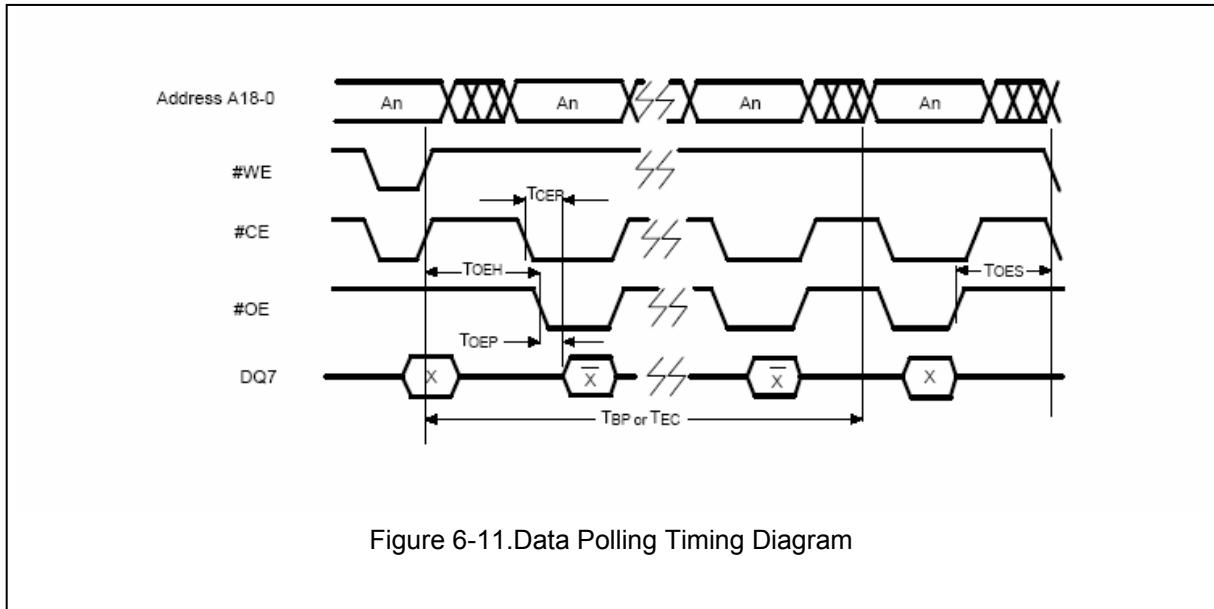 Address A18-0 An An An An
#WE
TCEP
#CE
TOEH TOES
#OE
TOEP
DQ7 X X̅ X̅ X
TBP or TEC
Figure 6-11.Data Polling Timing Diagram